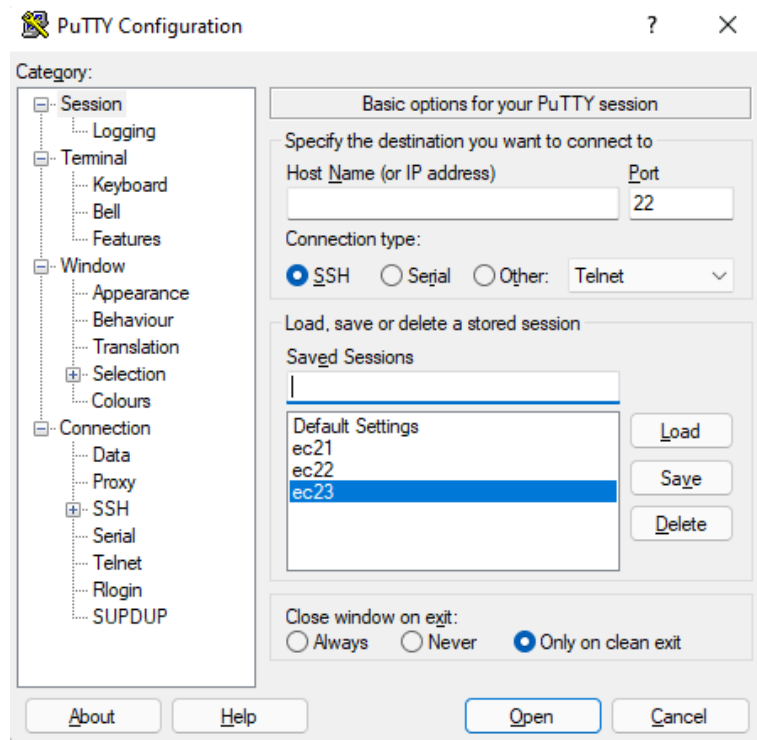 PuTTY Configuration
?
Category:
Session
Logging
Terminal
Keyboard
Bell
Features
Window
Appearance
Behaviour
Translation
Selection
Colours
Connection
Data
Proxy
SSH
Serial
Telnet
Rlogin
SUPDUP
Basic options for your PuTTY session
Specify the destination you want to connect to
Host Name (or IP address) Port
22
Connection type:
SSH Serial Other: Telnet
Load, save or delete a stored session
Saved Sessions
Default Settings
ec21
ec22
ec23
Load
Save
Delete
Close window on exit:
Always Never Only on clean exit
About Help Open Cancel